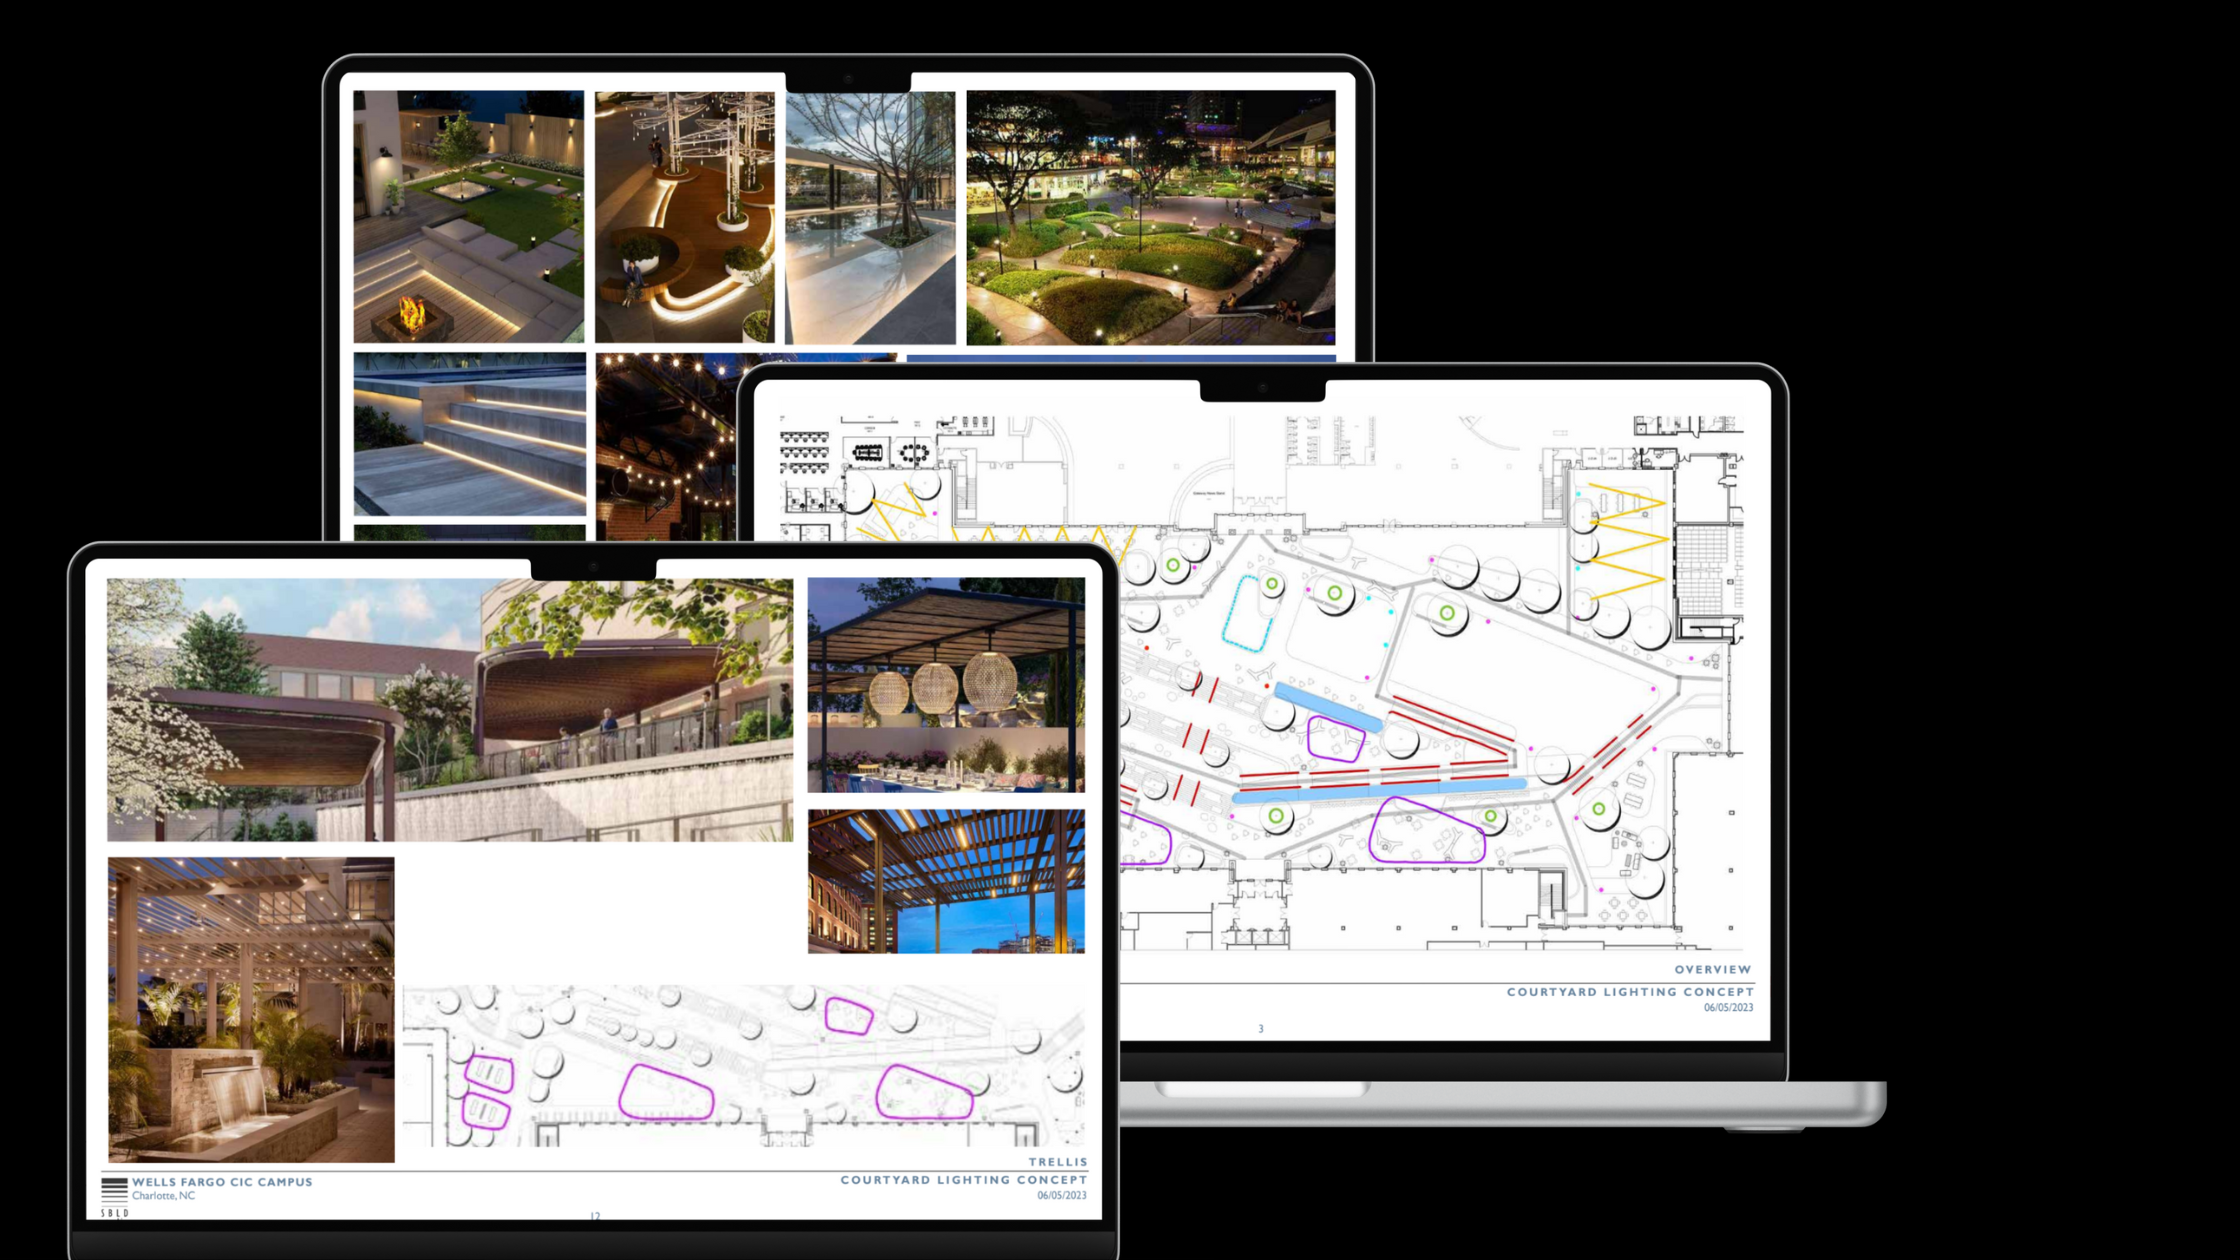 OVERVIEW
COURTYARD LIGHTING CONCEPT
06/05/2023
3
TRELLIS
WELLS FARGO CIC CAMPUS
COURTYARD LIGHTING CONCEPT
Charlotte, NC
06/05/2023
SBLD
12